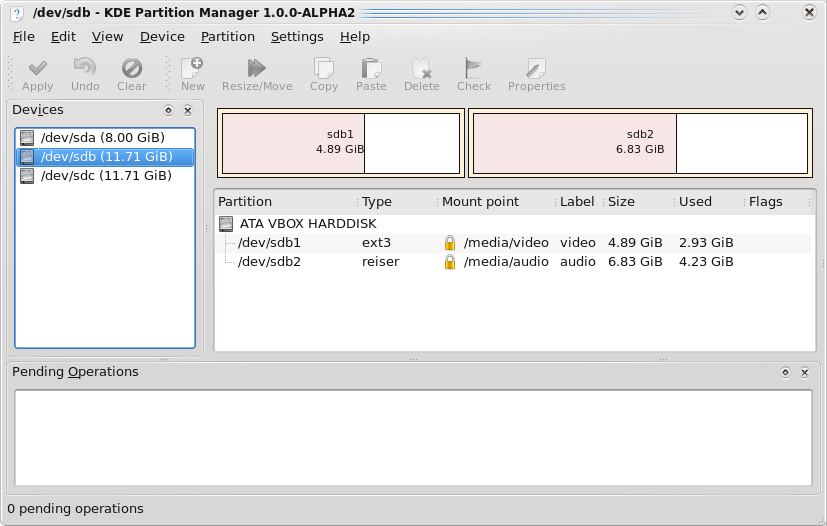 /dev/sdb - KDE Partition Manager 1.0.0-ALPHA2
File Edit View Device Partition Settings Help
Apply Undo Clear New Resize/Move Copy Paste Delete Check Properties
Devices
/dev/sda (8.00 GiB)
/dev/sdb (11.71 GiB)
/dev/sdc (11.71 GiB)
sdb1
4.89 GiB
sdb2
6.83 GiB
Partition Type Mount point Label Size Used Flags
ATA VBOX HARDDISK
/dev/sdb1 ext3 /media/video video 4.89 GiB 2.93 GiB
/dev/sdb2 reiser /media/audio audio 6.83 GiB 4.23 GiB
Pending Operations
0 pending operations